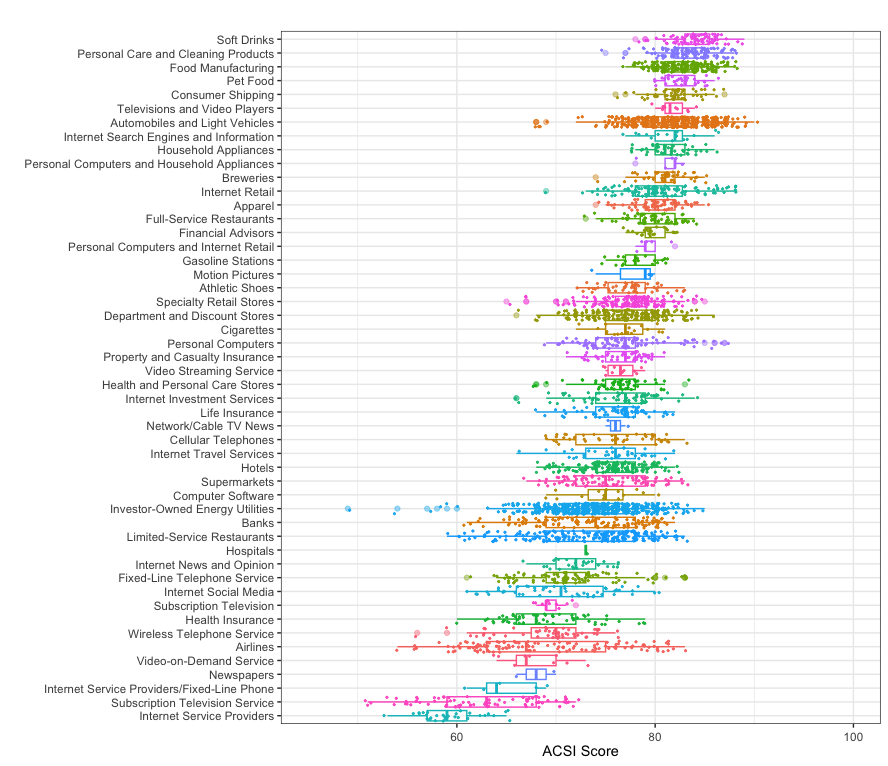 Soft Drinks
Personal Care and Cleaning Products
Food Manufacturing
Pet Food
Consumer Shipping
Televisions and Video Players
Automobiles and Light Vehicles
Internet Search Engines and Information
Household Appliances
Personal Computers and Household Appliances
Breweries
Internet Retail
Apparel
Full-Service Restaurants
Financial Advisors
Personal Computers and Internet Retail
Gasoline Stations
Motion Pictures
Athletic Shoes
Specialty Retail Stores
Department and Discount Stores
Cigarettes
Personal Computers
Property and Casualty Insurance
Video Streaming Service
Health and Personal Care Stores
Internet Investment Services
Life Insurance
Network/Cable TV News
Cellular Telephones
Internet Travel Services
Hotels
Supermarkets
Computer Software
Investor-Owned Energy Utilities
Banks
Limited-Service Restaurants
Hospitals
Internet News and Opinion
Fixed-Line Telephone Service
Internet Social Media
Subscription Television
Health Insurance
Wireless Telephone Service
Airlines
Video-on-Demand Service
Newspapers
Internet Service Providers/Fixed-Line Phone
Subscription Television Service
Internet Service Providers
60 80 100
ACSI Score